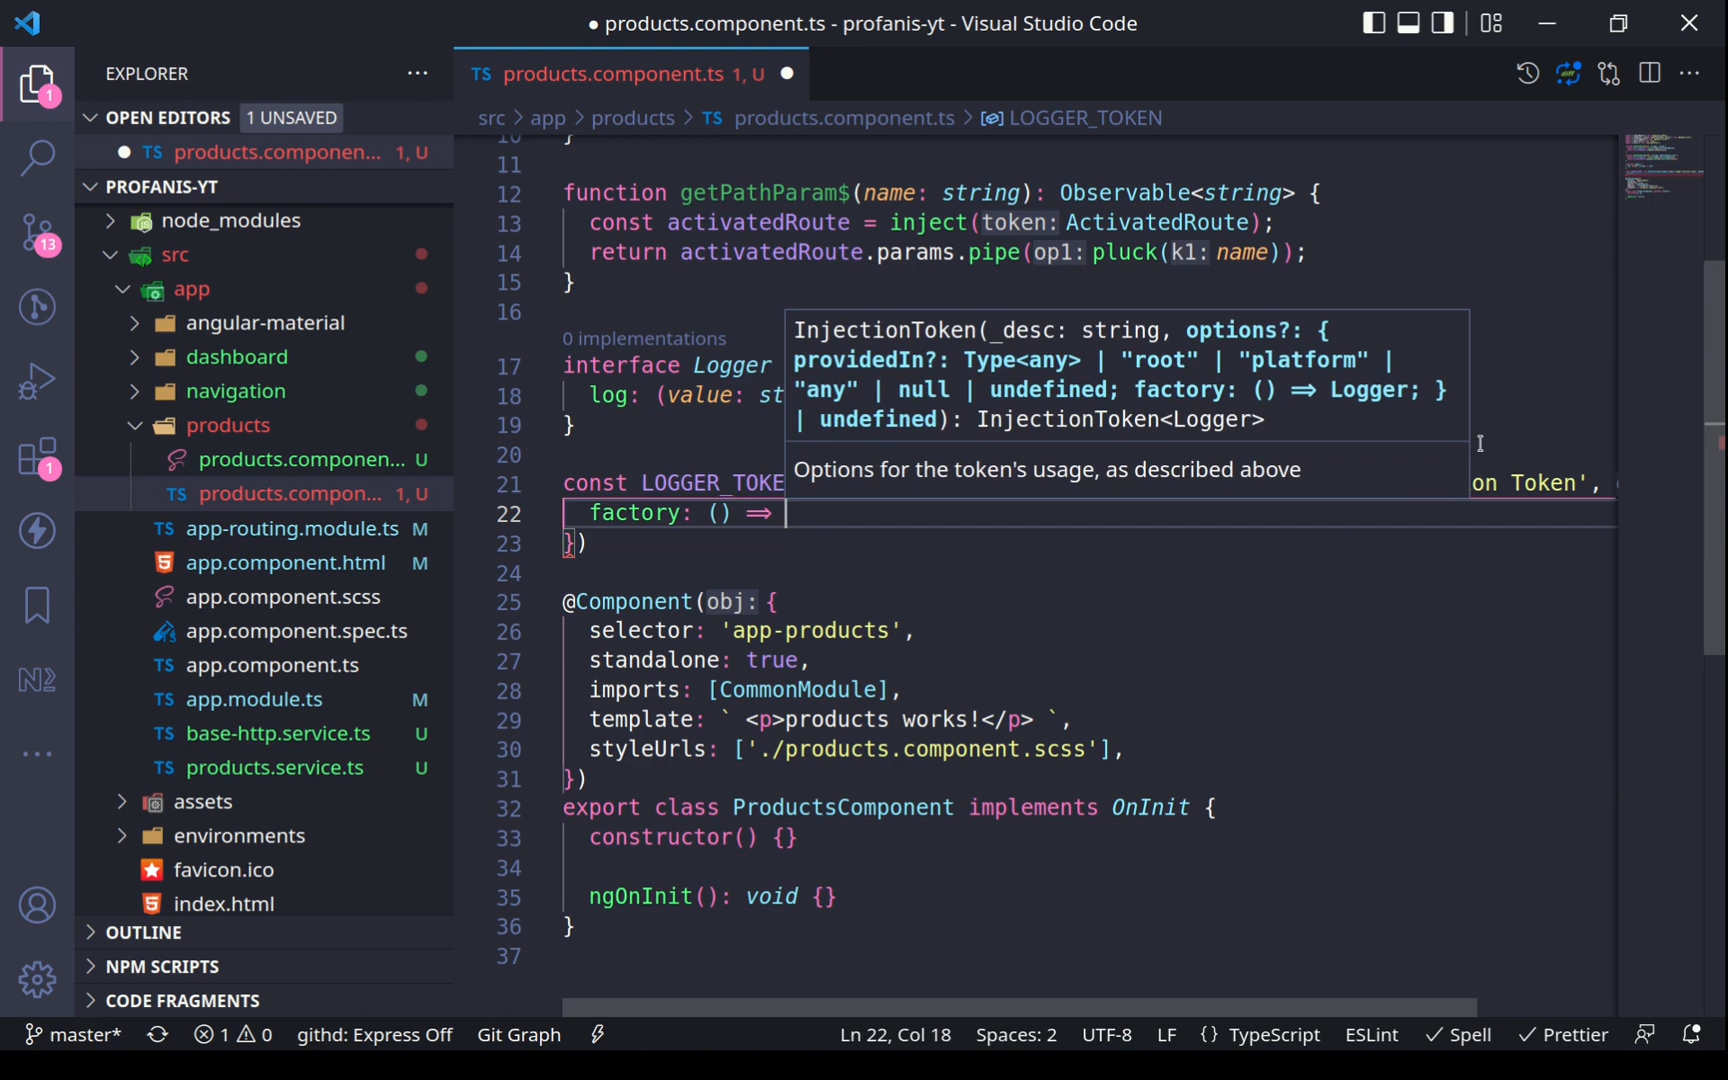 ● products.component.ts - profanis-yt - Visual Studio Code
EXPLORER
OPEN EDITORS 1 UNSAVED
TS products.componen... 1, U
PROFANIS-YT
node_modules
src
app
angular-material
dashboard
navigation
products
products.componen... U
TS products.compon... 1, U
TS app-routing.module.ts M
app.component.html M
app.component.scss
app.component.spec.ts
TS app.component.ts
TS app.module.ts M
TS base-http.service.ts U
TS products.service.ts U
assets
environments
favicon.ico
index.html
OUTLINE
NPM SCRIPTS
CODE FRAGMENTS
1
13
1
TS products.component.ts 1, U
src > app > products > TS products.component.ts > LOGGER_TOKEN
10 }
11
12 function getPathParam$(name: string): Observable<string> {
13 const activatedRoute = inject(token: ActivatedRoute);
14 return activatedRoute.params.pipe(op1: pluck(k1: name));
15 }
16
0 implementations
17 interface Logger
18 log: (value: st
19 }
20
21 const LOGGER_TOKE on Token',
22 factory: () =>
23 })
24
25 @Component(obj: {
26 selector: 'app-products',
27 standalone: true,
28 imports: [CommonModule],
29 template: ` <p>products works!</p> `,
30 styleUrls: ['./products.component.scss'],
31 })
32 export class ProductsComponent implements OnInit {
33 constructor() {}
34
35 ngOnInit(): void {}
36 }
37
InjectionToken(_desc: string, options?: {
providedIn?: Type<any> | "root" | "platform" |
"any" | null | undefined; factory: () => Logger; }
| undefined): InjectionToken<Logger>
Options for the token's usage, as described above
master* 1 0 githd: Express Off Git Graph Ln 22, Col 18 Spaces: 2 UTF-8 LF {} TypeScript ESLint ✓ Spell ✓ Prettier